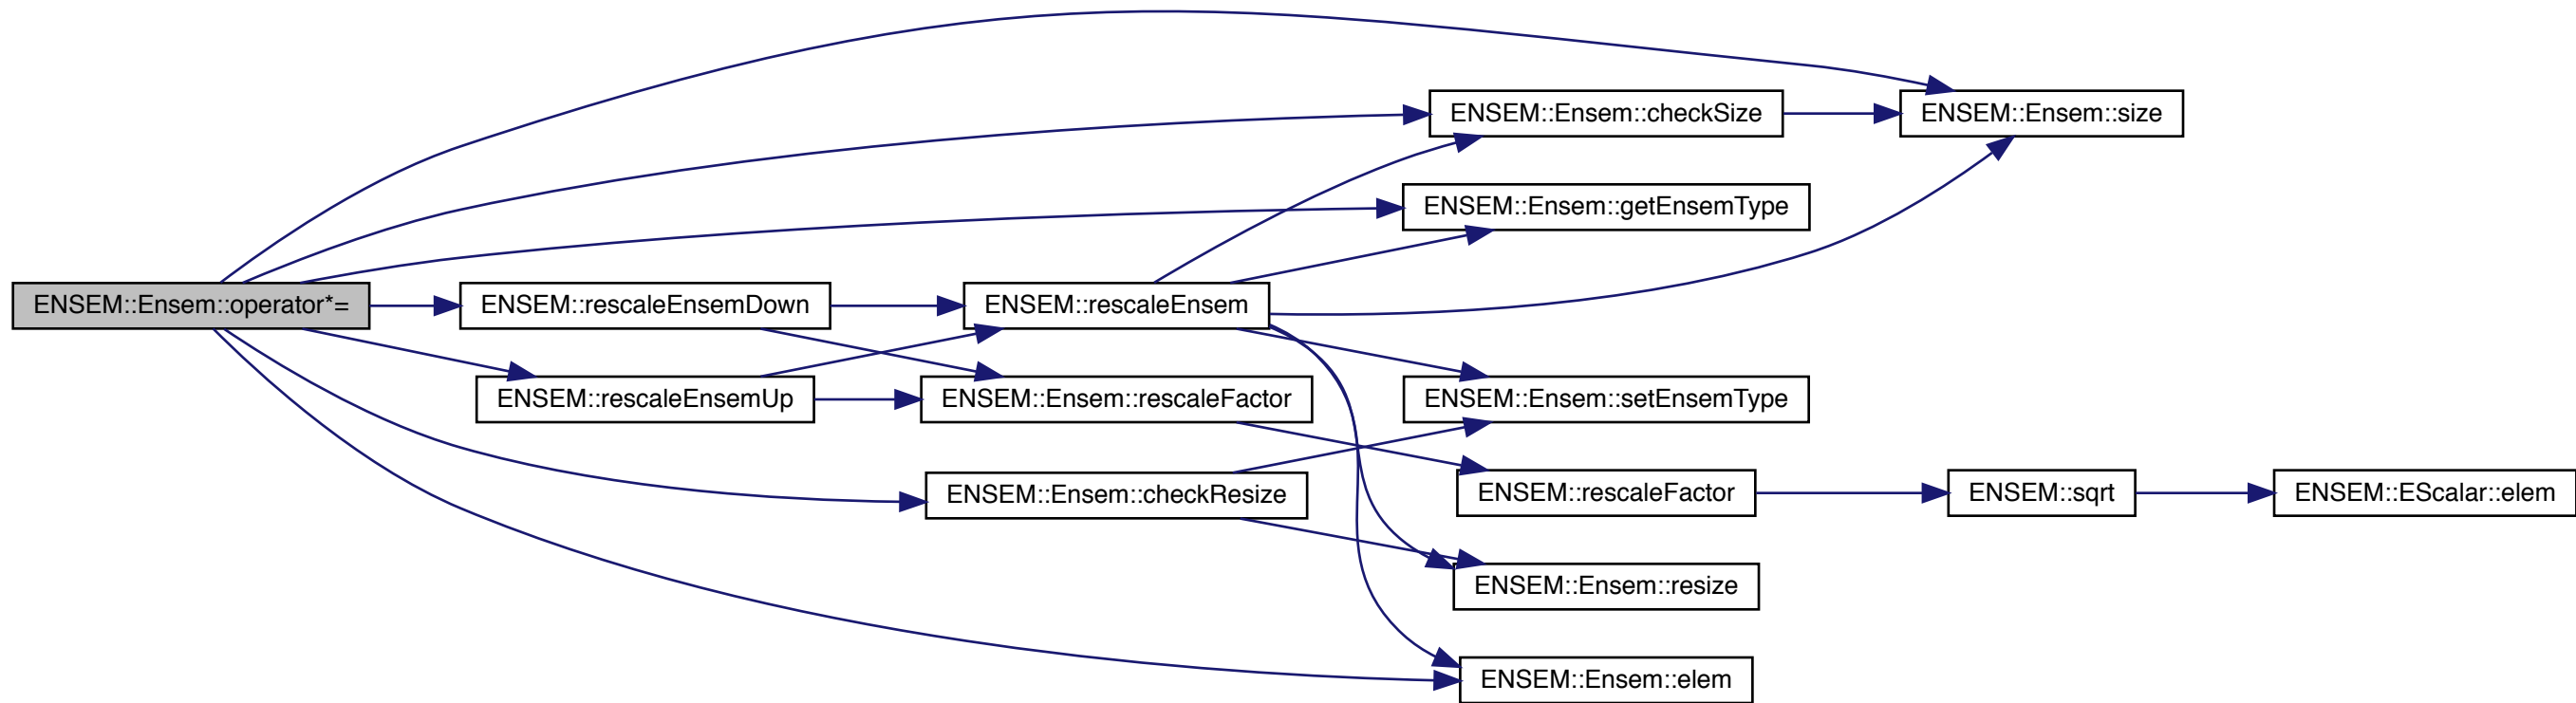 ENSEM::Ensem::checkSize
ENSEM::Ensem::size
ENSEM::Ensem::getEnsemType
ENSEM::Ensem::operator*=
ENSEM::rescaleEnsemDown
ENSEM::rescaleEnsem
ENSEM::rescaleEnsemUp
ENSEM::Ensem::rescaleFactor
ENSEM::Ensem::setEnsemType
ENSEM::Ensem::checkResize
ENSEM::rescaleFactor
ENSEM::sqrt
ENSEM::EScalar::elem
ENSEM::Ensem::resize
ENSEM::Ensem::elem